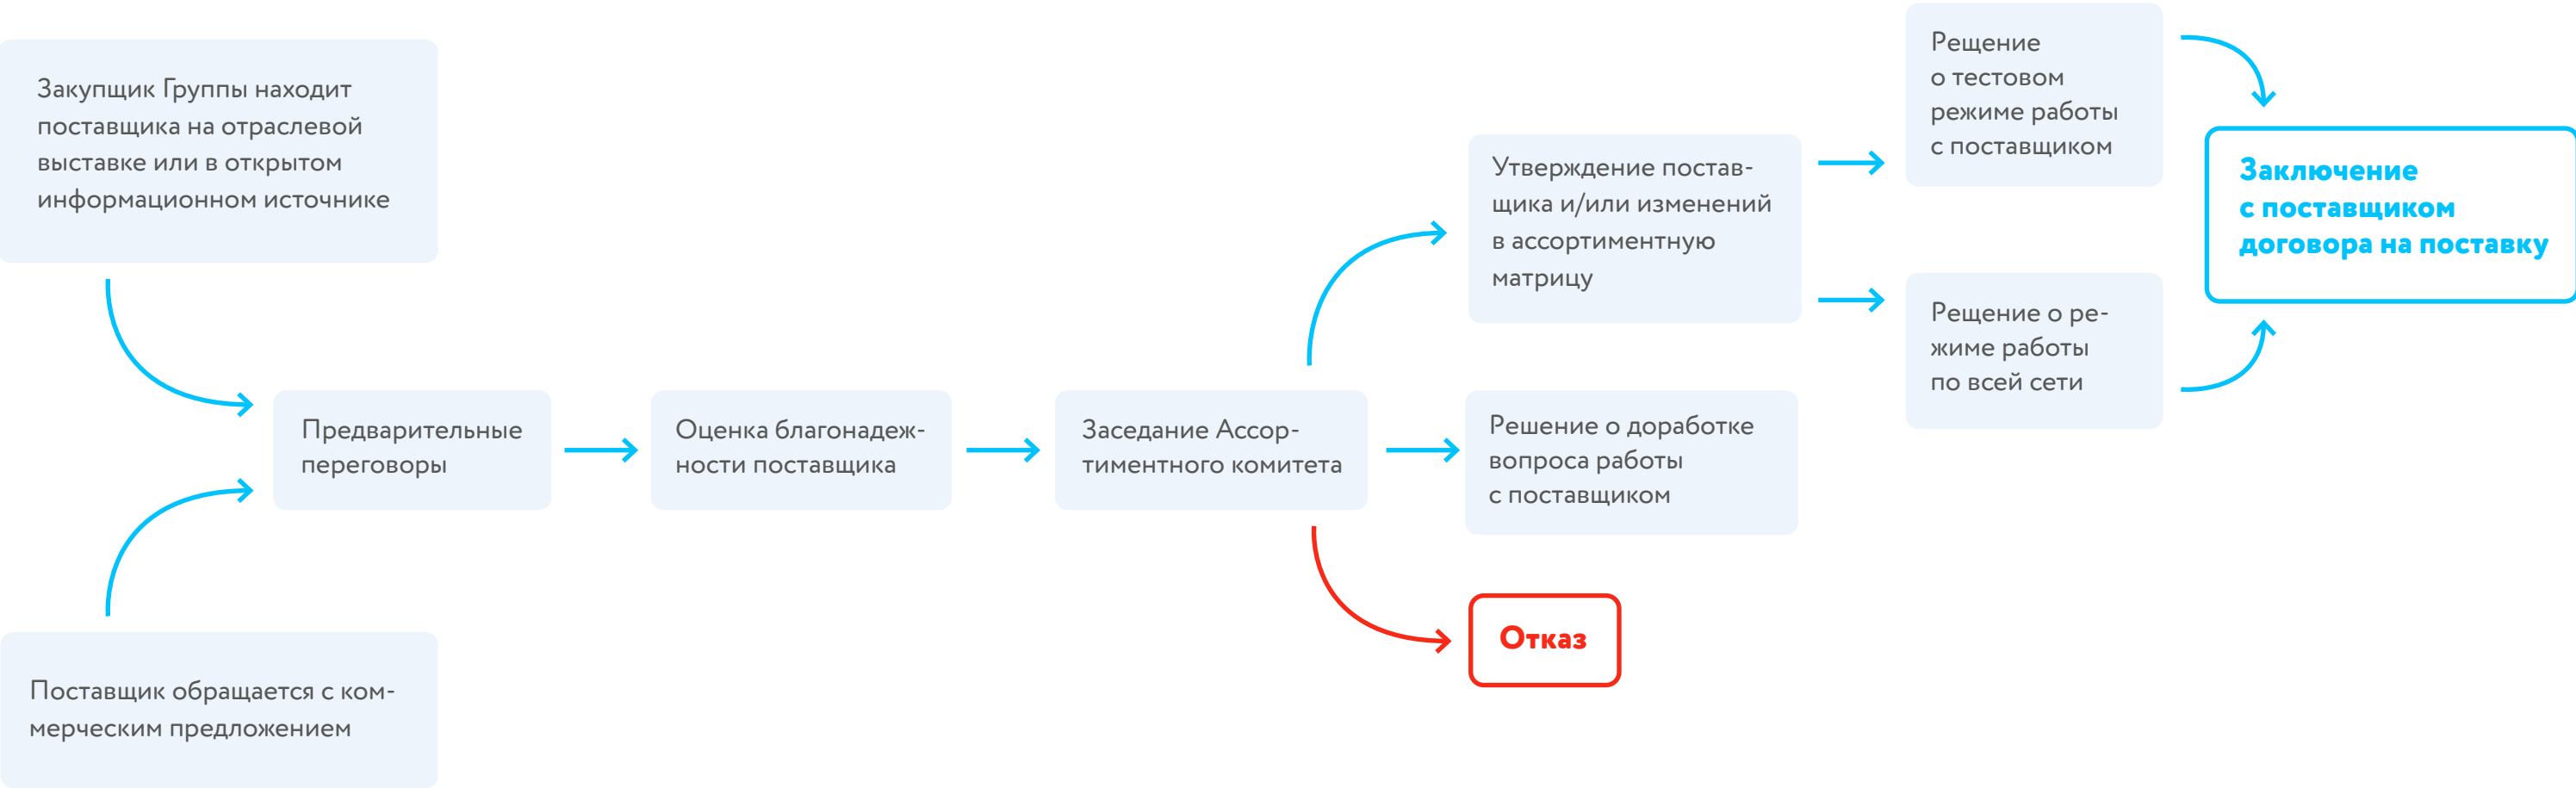 Закупщик Группы находит
поставщика на отраслевой
выставке или в открытом
информационном источнике
Поставщик обращается с ком-
мерческим предложением
Предварительные
переговоры
Оценка благонадеж-
ности поставщика
Заседание Ассор-
тиментного комитета
Утверждение постав-
щика и/или изменений
в ассортиментную
матрицу
Решение о доработке
вопроса работы
с поставщиком
Отказ
Рещение
о тестовом
режиме работы
с поставщиком
Рещение о ре-
жиме работы
по всей сети
Заключение
с поставщиком
договора на поставку